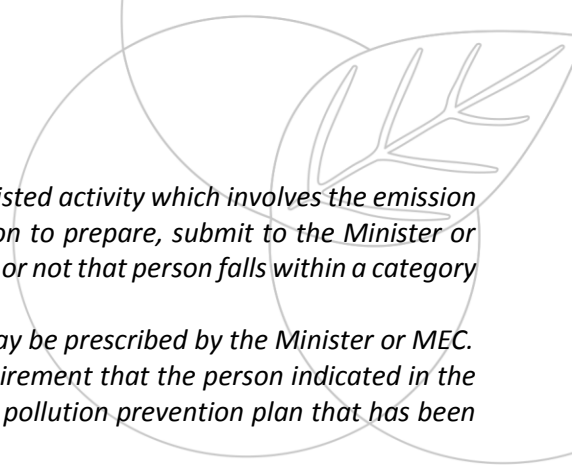 isted activity which involves the emission
on to prepare, submit to the Minister or
or not that person falls within a category
ay be prescribed by the Minister or MEC.
irement that the person indicated in the
pollution prevention plan that has been